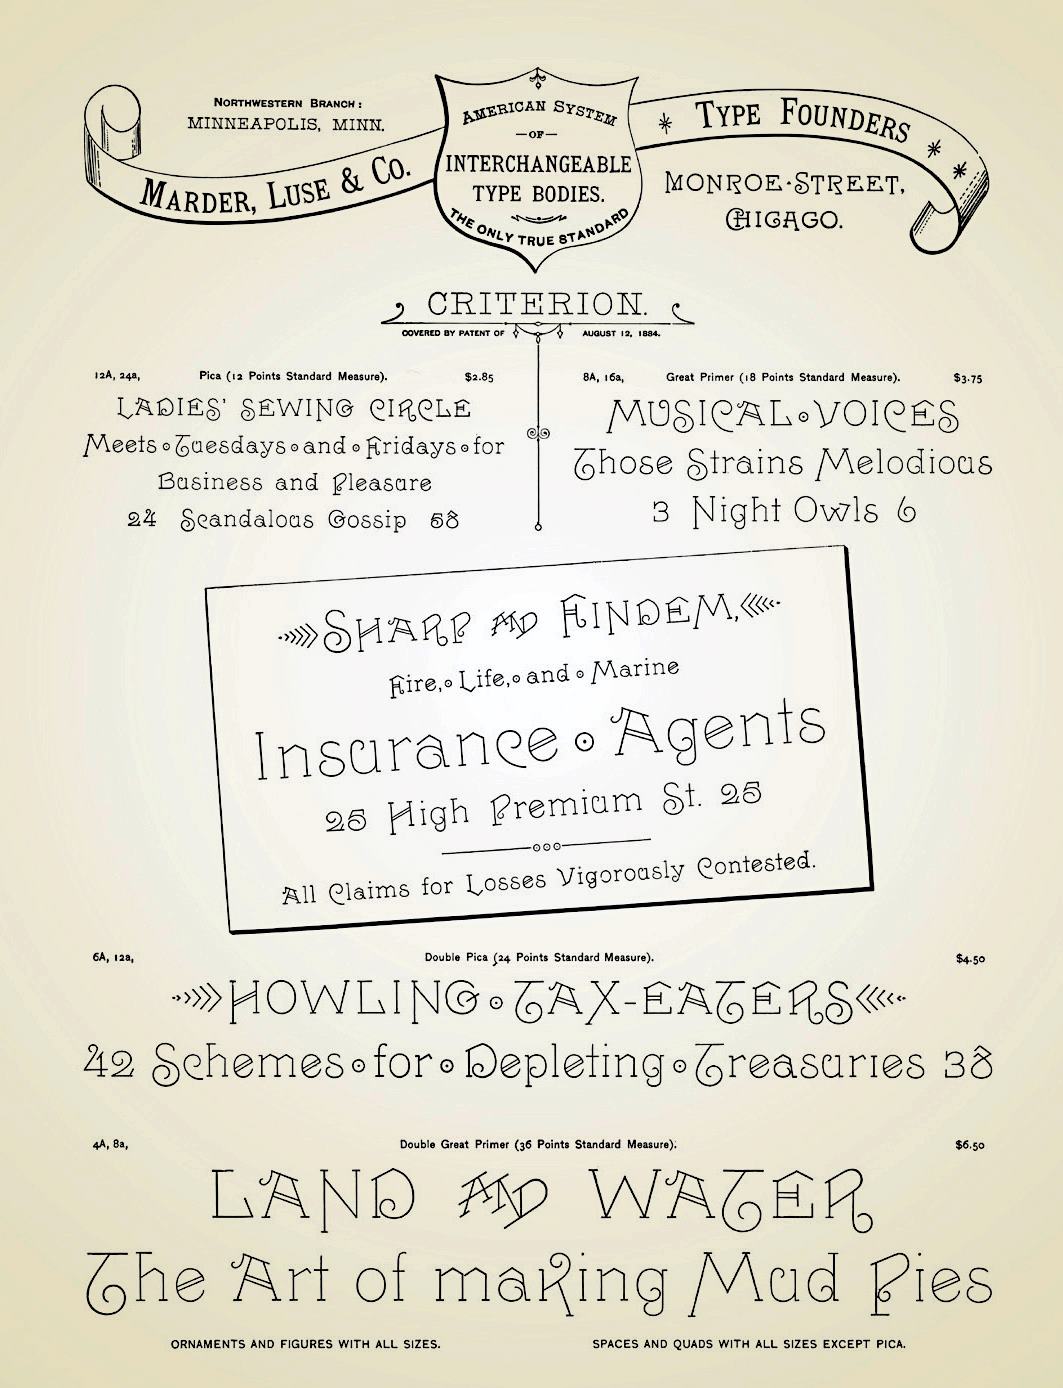 NORTHWESTERN BRANCH:
MINNEAPOLIS, MINN.
MARDER, LUSE & CO.
AMERICAN SYSTEM
—OF—
INTERCHANGEABLE
TYPE BODIES.
THE ONLY TRUE STANDARD
* TYPE FOUNDERS * *
MONROE·STREET,
CHICAGO.
CRITERION.
COVERED BY PATENT OF AUGUST 12, 1884.
12A, 24a, Pica (12 Points Standard Measure). $2.85
LADIES' SEWING CIRCLE
Meets Tuesdays and Fridays for
Business and Pleasure
24 Scandalous Gossip 58
8A, 16a, Great Primer (18 Points Standard Measure). $3.75
MUSICAL VOICES
Those Strains Melodious
3 Night Owls 6
SHARP AND FINDEM,
Fire, Life, and Marine
Insurance Agents
25 High Premium St. 25
All Claims for Losses Vigorously Contested.
6A, 12a, Double Pica (24 Points Standard Measure). $4.50
HOWLING TAX-EATERS
42 Schemes for Depleting Treasuries 38
4A, 8a, Double Great Primer (36 Points Standard Measure). $6.50
LAND AND WATER
The Art of making Mud Pies
ORNAMENTS AND FIGURES WITH ALL SIZES. SPACES AND QUADS WITH ALL SIZES EXCEPT PICA.